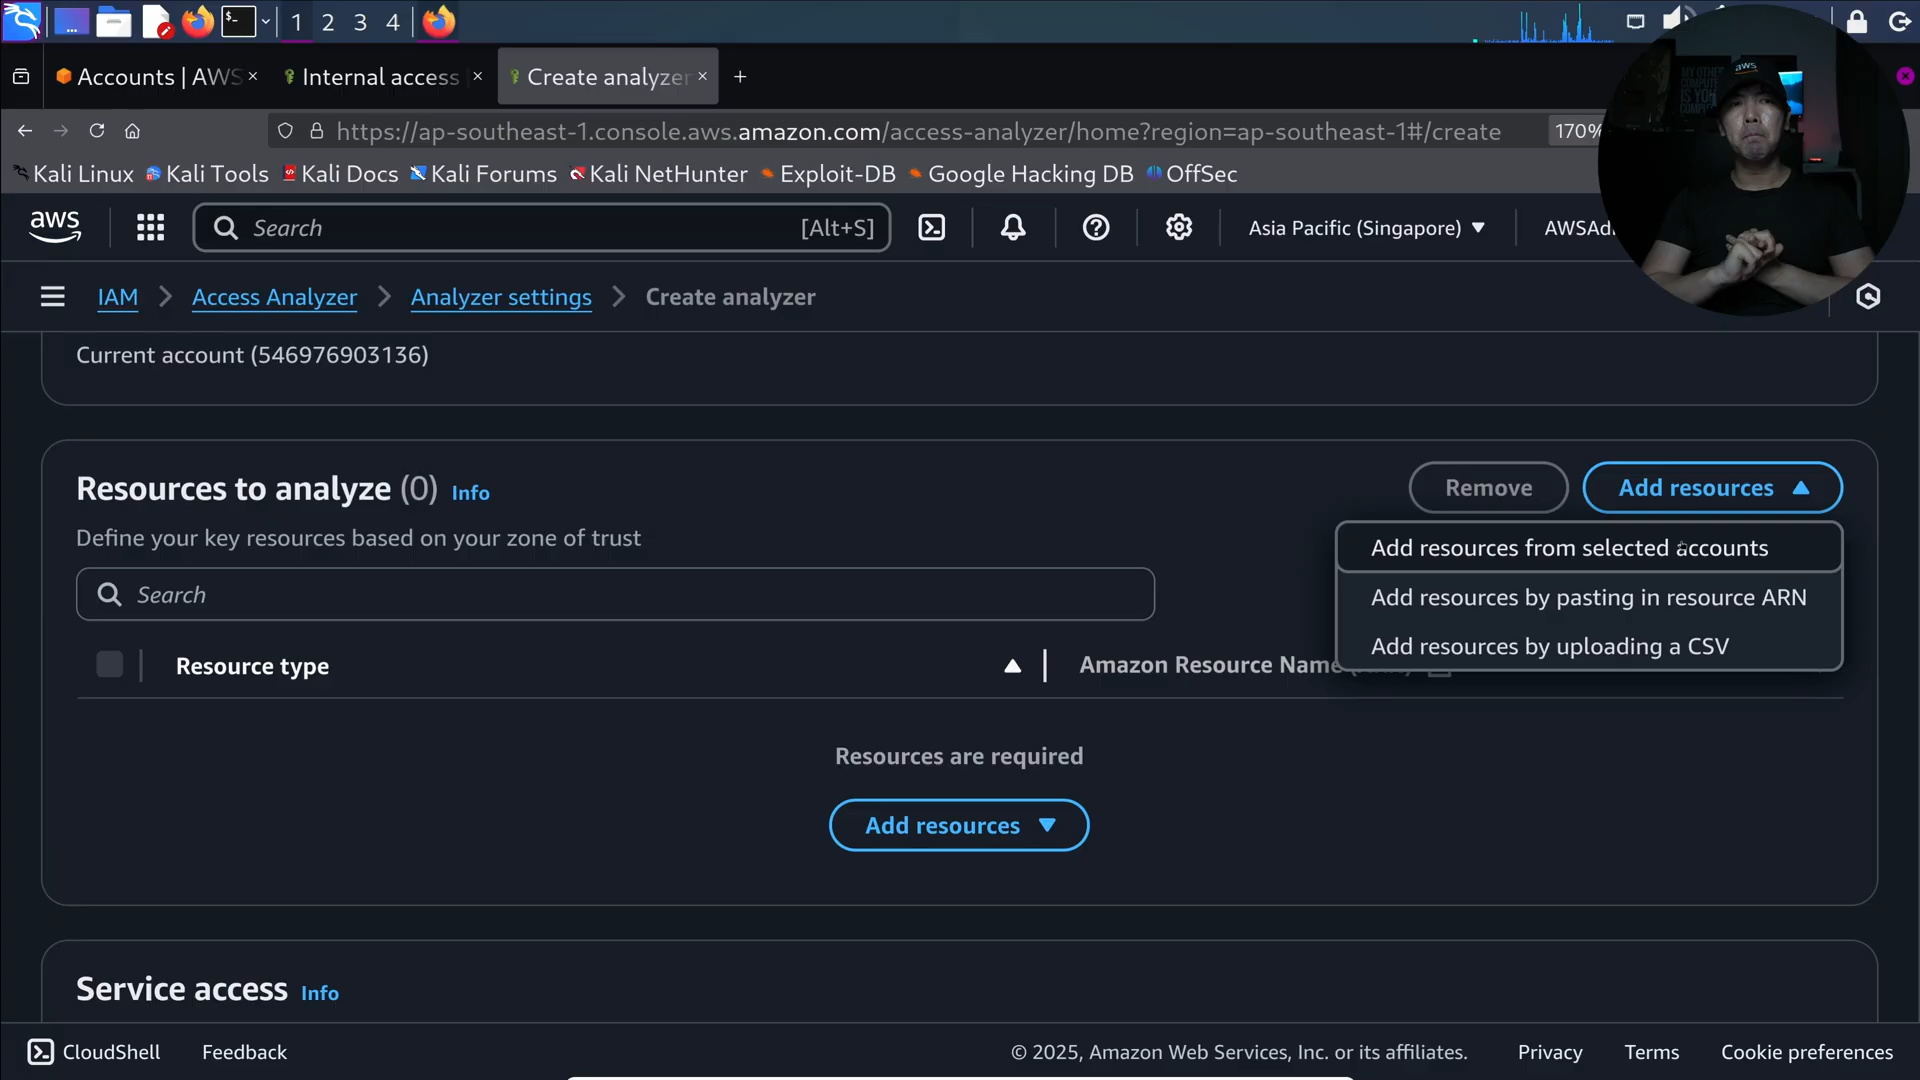 1 2 3 4
Accounts | AWS
Internal access
Create analyzer
https://ap-southeast-1.console.aws.amazon.com/access-analyzer/home?region=ap-southeast-1#/create
170%
Kali Linux
Kali Tools
Kali Docs
Kali Forums
Kali NetHunter
Exploit-DB
Google Hacking DB
OffSec
aws
Search
[Alt+S]
Asia Pacific (Singapore)
IAM
Access Analyzer
Analyzer settings
Create analyzer
Current account (546976903136)
Resources to analyze (0)
Info
Remove
Add resources
Define your key resources based on your zone of trust
Add resources from selected accounts
Add resources by pasting in resource ARN
Add resources by uploading a CSV
Search
Resource type
Amazon Resource Name
Resources are required
Add resources
Service access
Info
CloudShell
Feedback
© 2025, Amazon Web Services, Inc. or its affiliates.
Privacy
Terms
Cookie preferences
aws